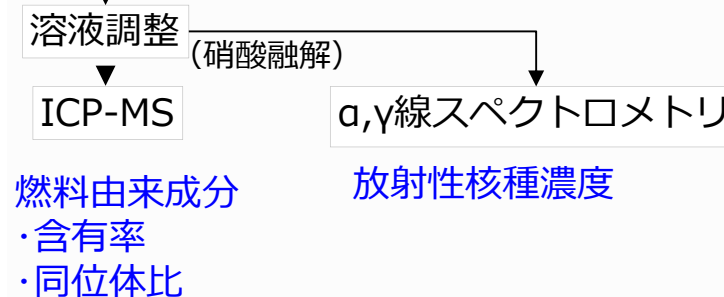 溶液調整
(硝酸融解)
ICP-MS
α,γ線スペクトロメトリ
燃料由来成分
・含有率
・同位体比
放射性核種濃度